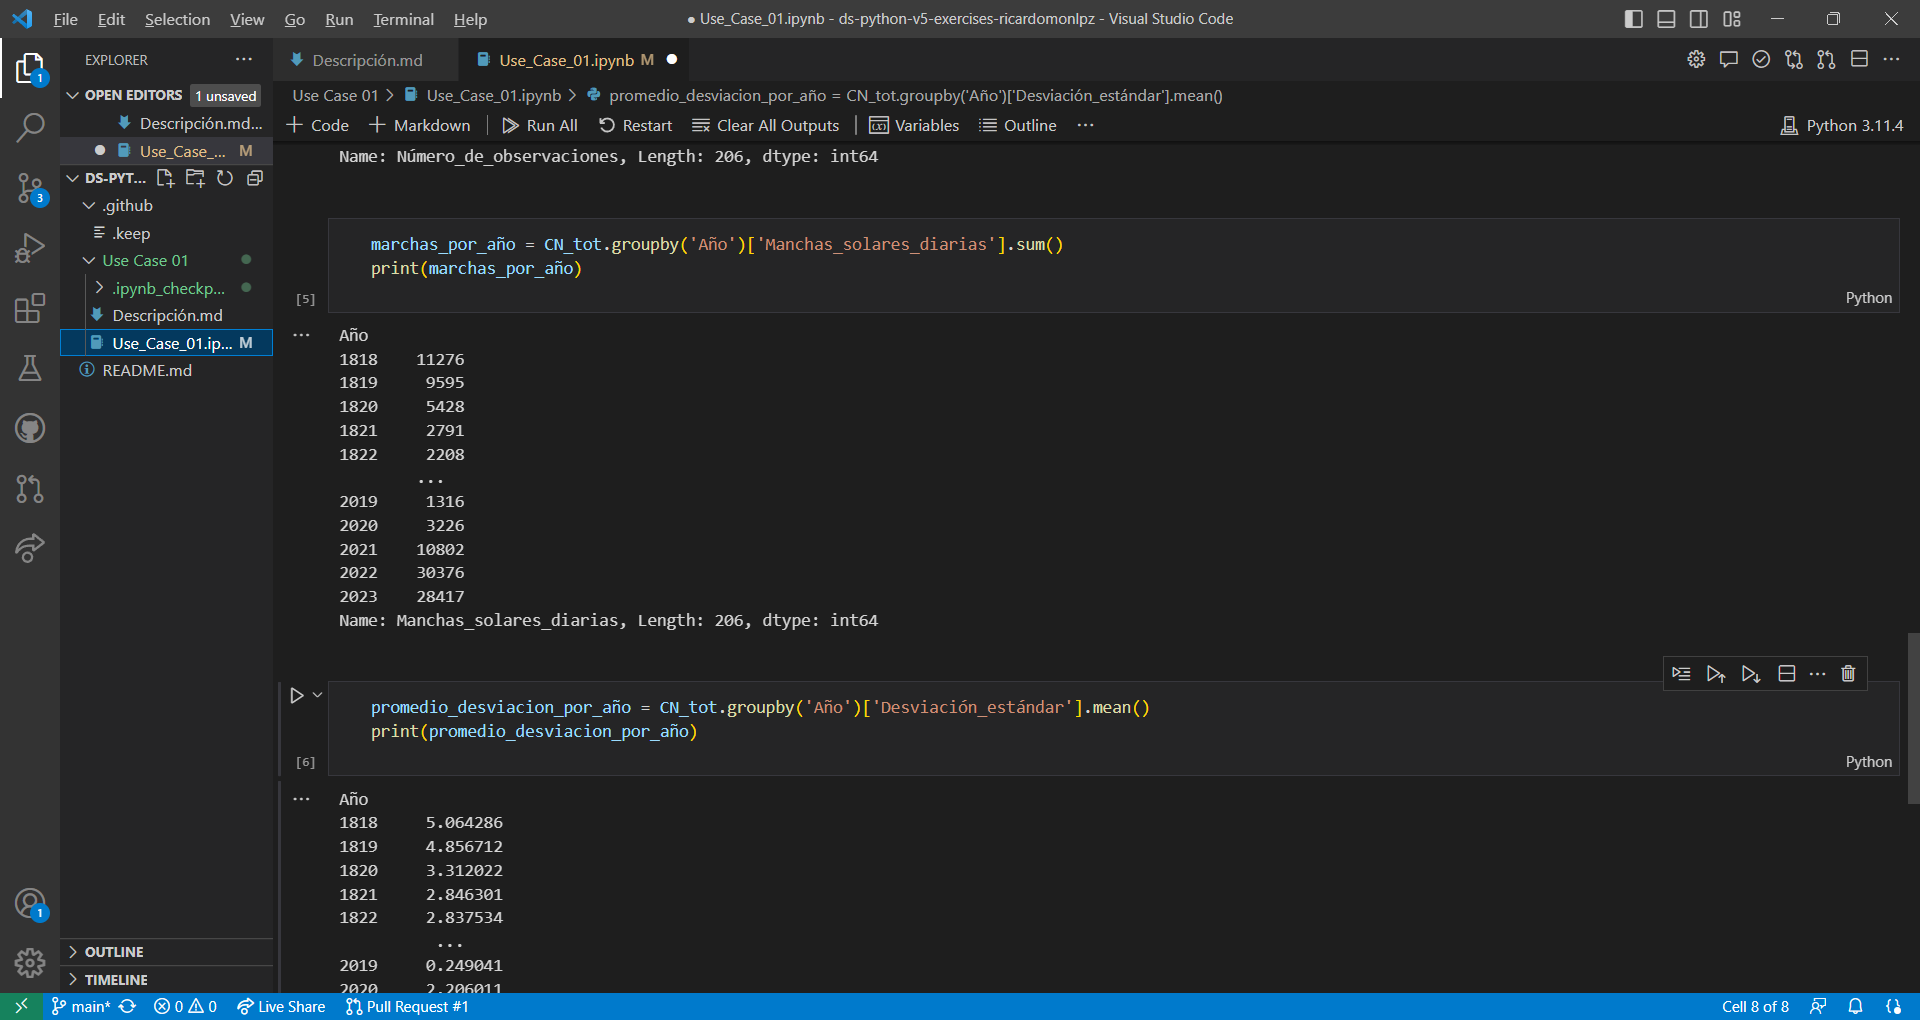 File Edit Selection View Go Run Terminal Help
● Use_Case_01.ipynb - ds-python-v5-exercises-ricardomonlpz - Visual Studio Code
EXPLORER
OPEN EDITORS 1 unsaved
Descripción.md...
Use_Case_... M
DS-PYT...
.github
.keep
Use Case 01
.ipynb_checkp...
Descripción.md
Use_Case_01.ip... M
README.md
OUTLINE
TIMELINE
1
3
1
Descripción.md
Use_Case_01.ipynb M
Use Case 01 > Use_Case_01.ipynb > promedio_desviacion_por_año = CN_tot.groupby('Año')['Desviación_estándar'].mean()
+ Code + Markdown Run All Restart Clear All Outputs Variables Outline ...
Python 3.11.4
Name: Número_de_observaciones, Length: 206, dtype: int64
marchas_por_año = CN_tot.groupby('Año')['Manchas_solares_diarias'].sum()
print(marchas_por_año)
[5]
Python
...
Año
1818 11276
1819 9595
1820 5428
1821 2791
1822 2208
...
2019 1316
2020 3226
2021 10802
2022 30376
2023 28417
Name: Manchas_solares_diarias, Length: 206, dtype: int64
promedio_desviacion_por_año = CN_tot.groupby('Año')['Desviación_estándar'].mean()
print(promedio_desviacion_por_año)
[6]
Python
...
Año
1818 5.064286
1819 4.856712
1820 3.312022
1821 2.846301
1822 2.837534
...
2019 0.249041
2020 2.206011
main* 0 0 Live Share Pull Request #1
Cell 8 of 8